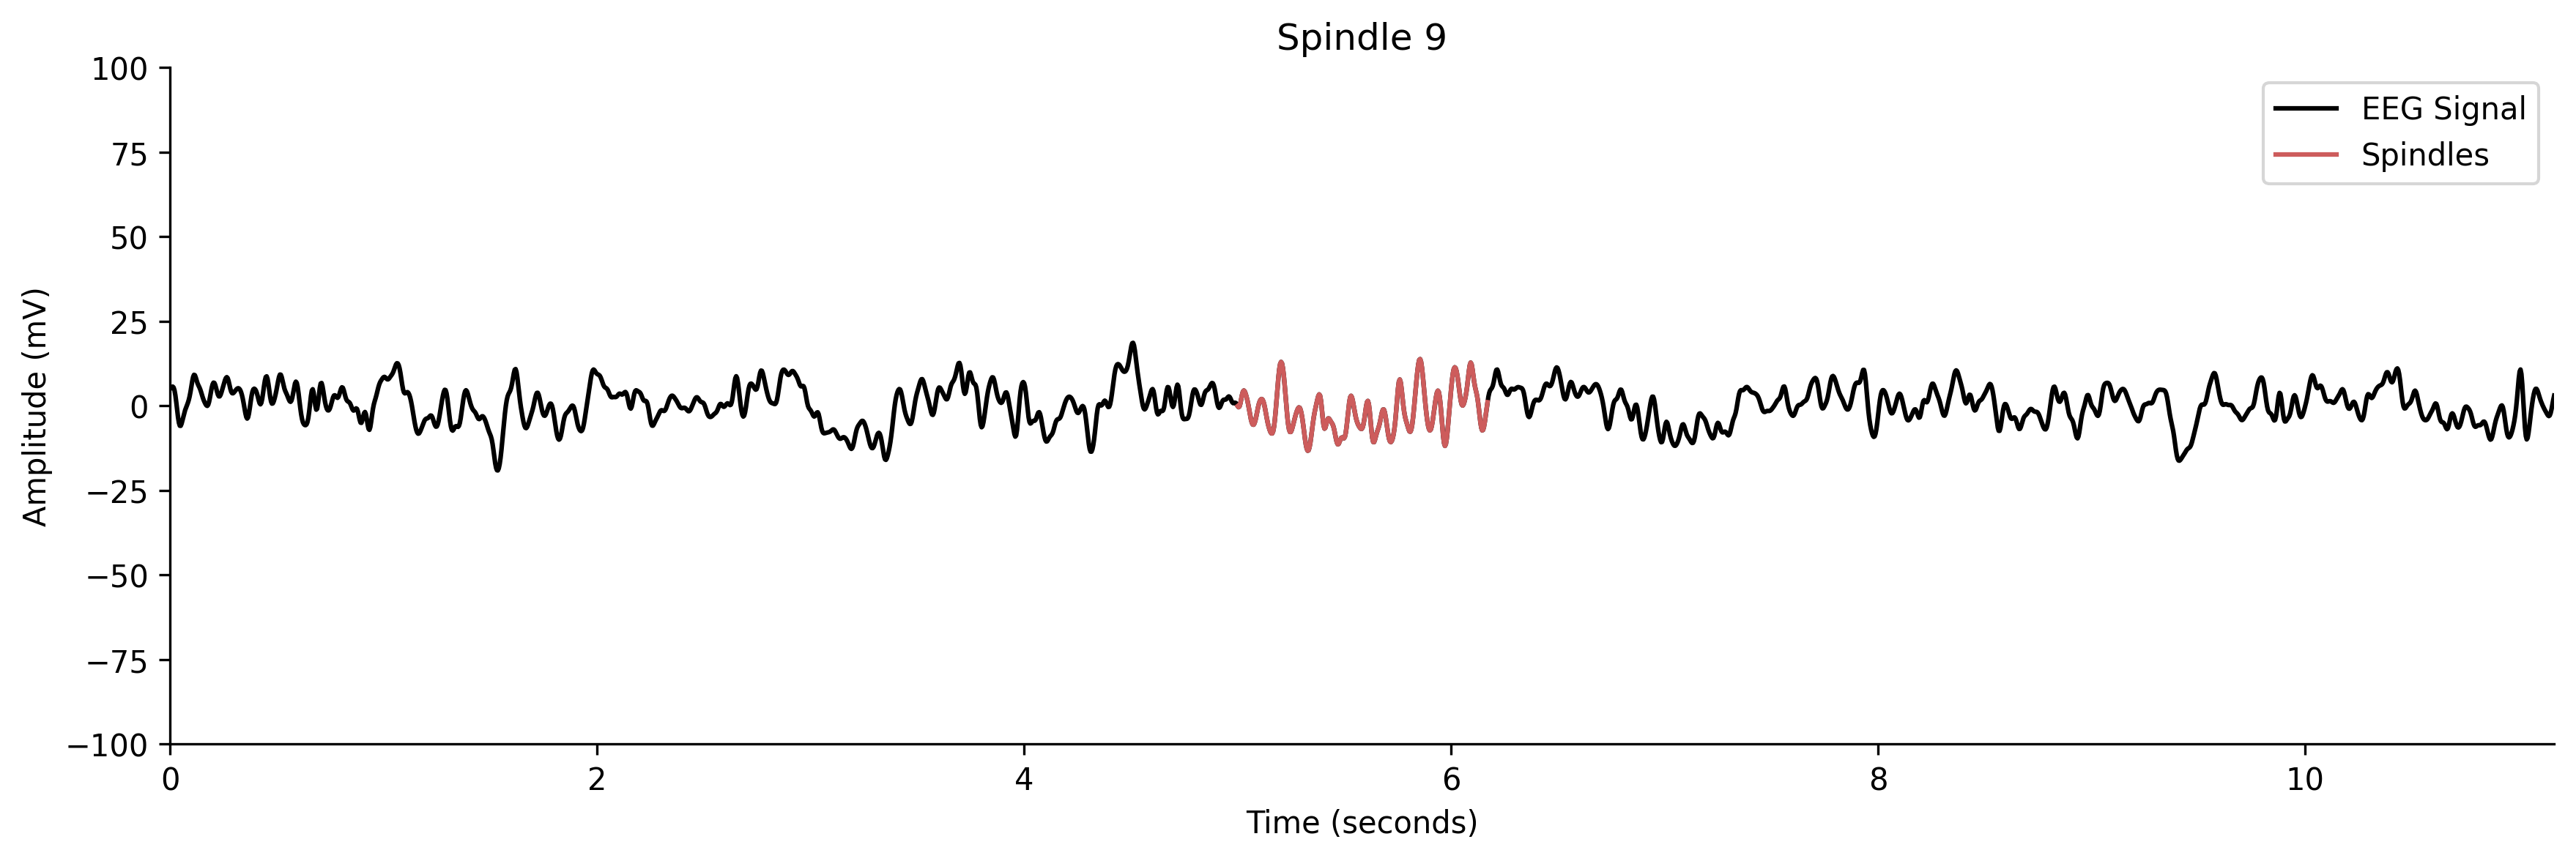 Spindle 9
100
75
50
25
0
−25
−50
−75
−100
Amplitude (mV)
EEG Signal
Spindles
0 2 4 6 8 10
Time (seconds)